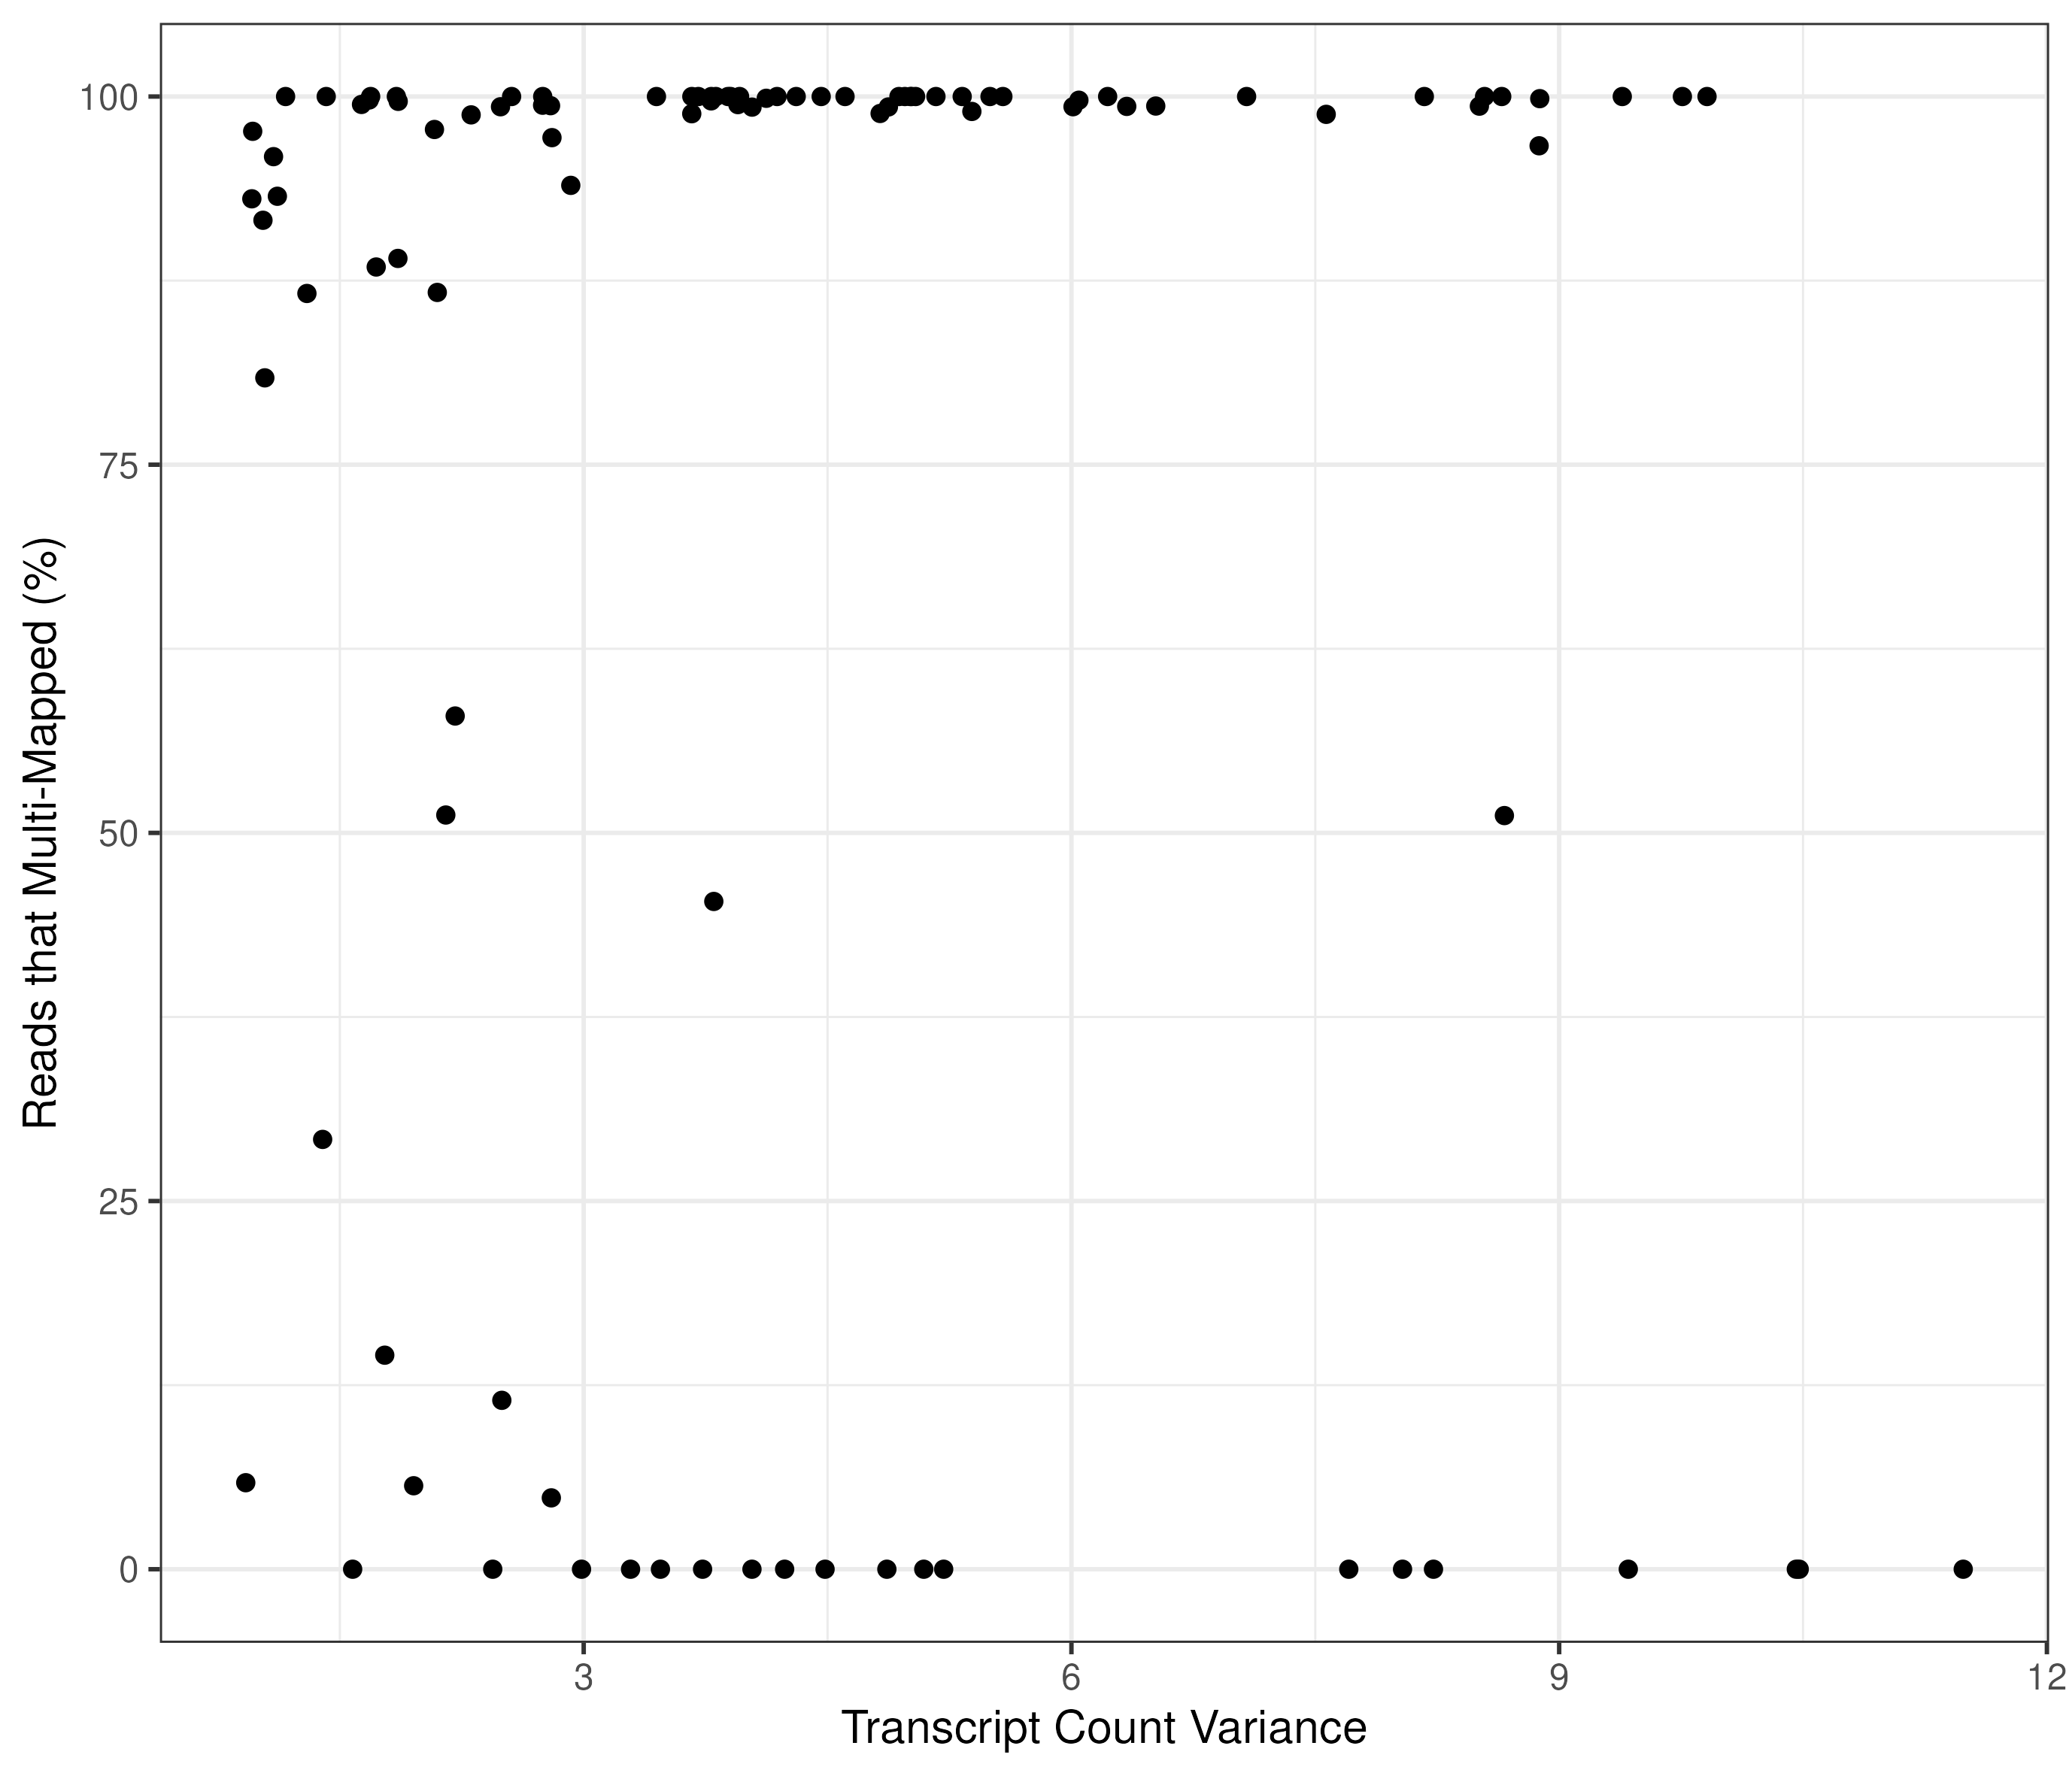 Reads that Multi-Mapped (%)
100
75
50
25
0
3 6 9 12
Transcript Count Variance